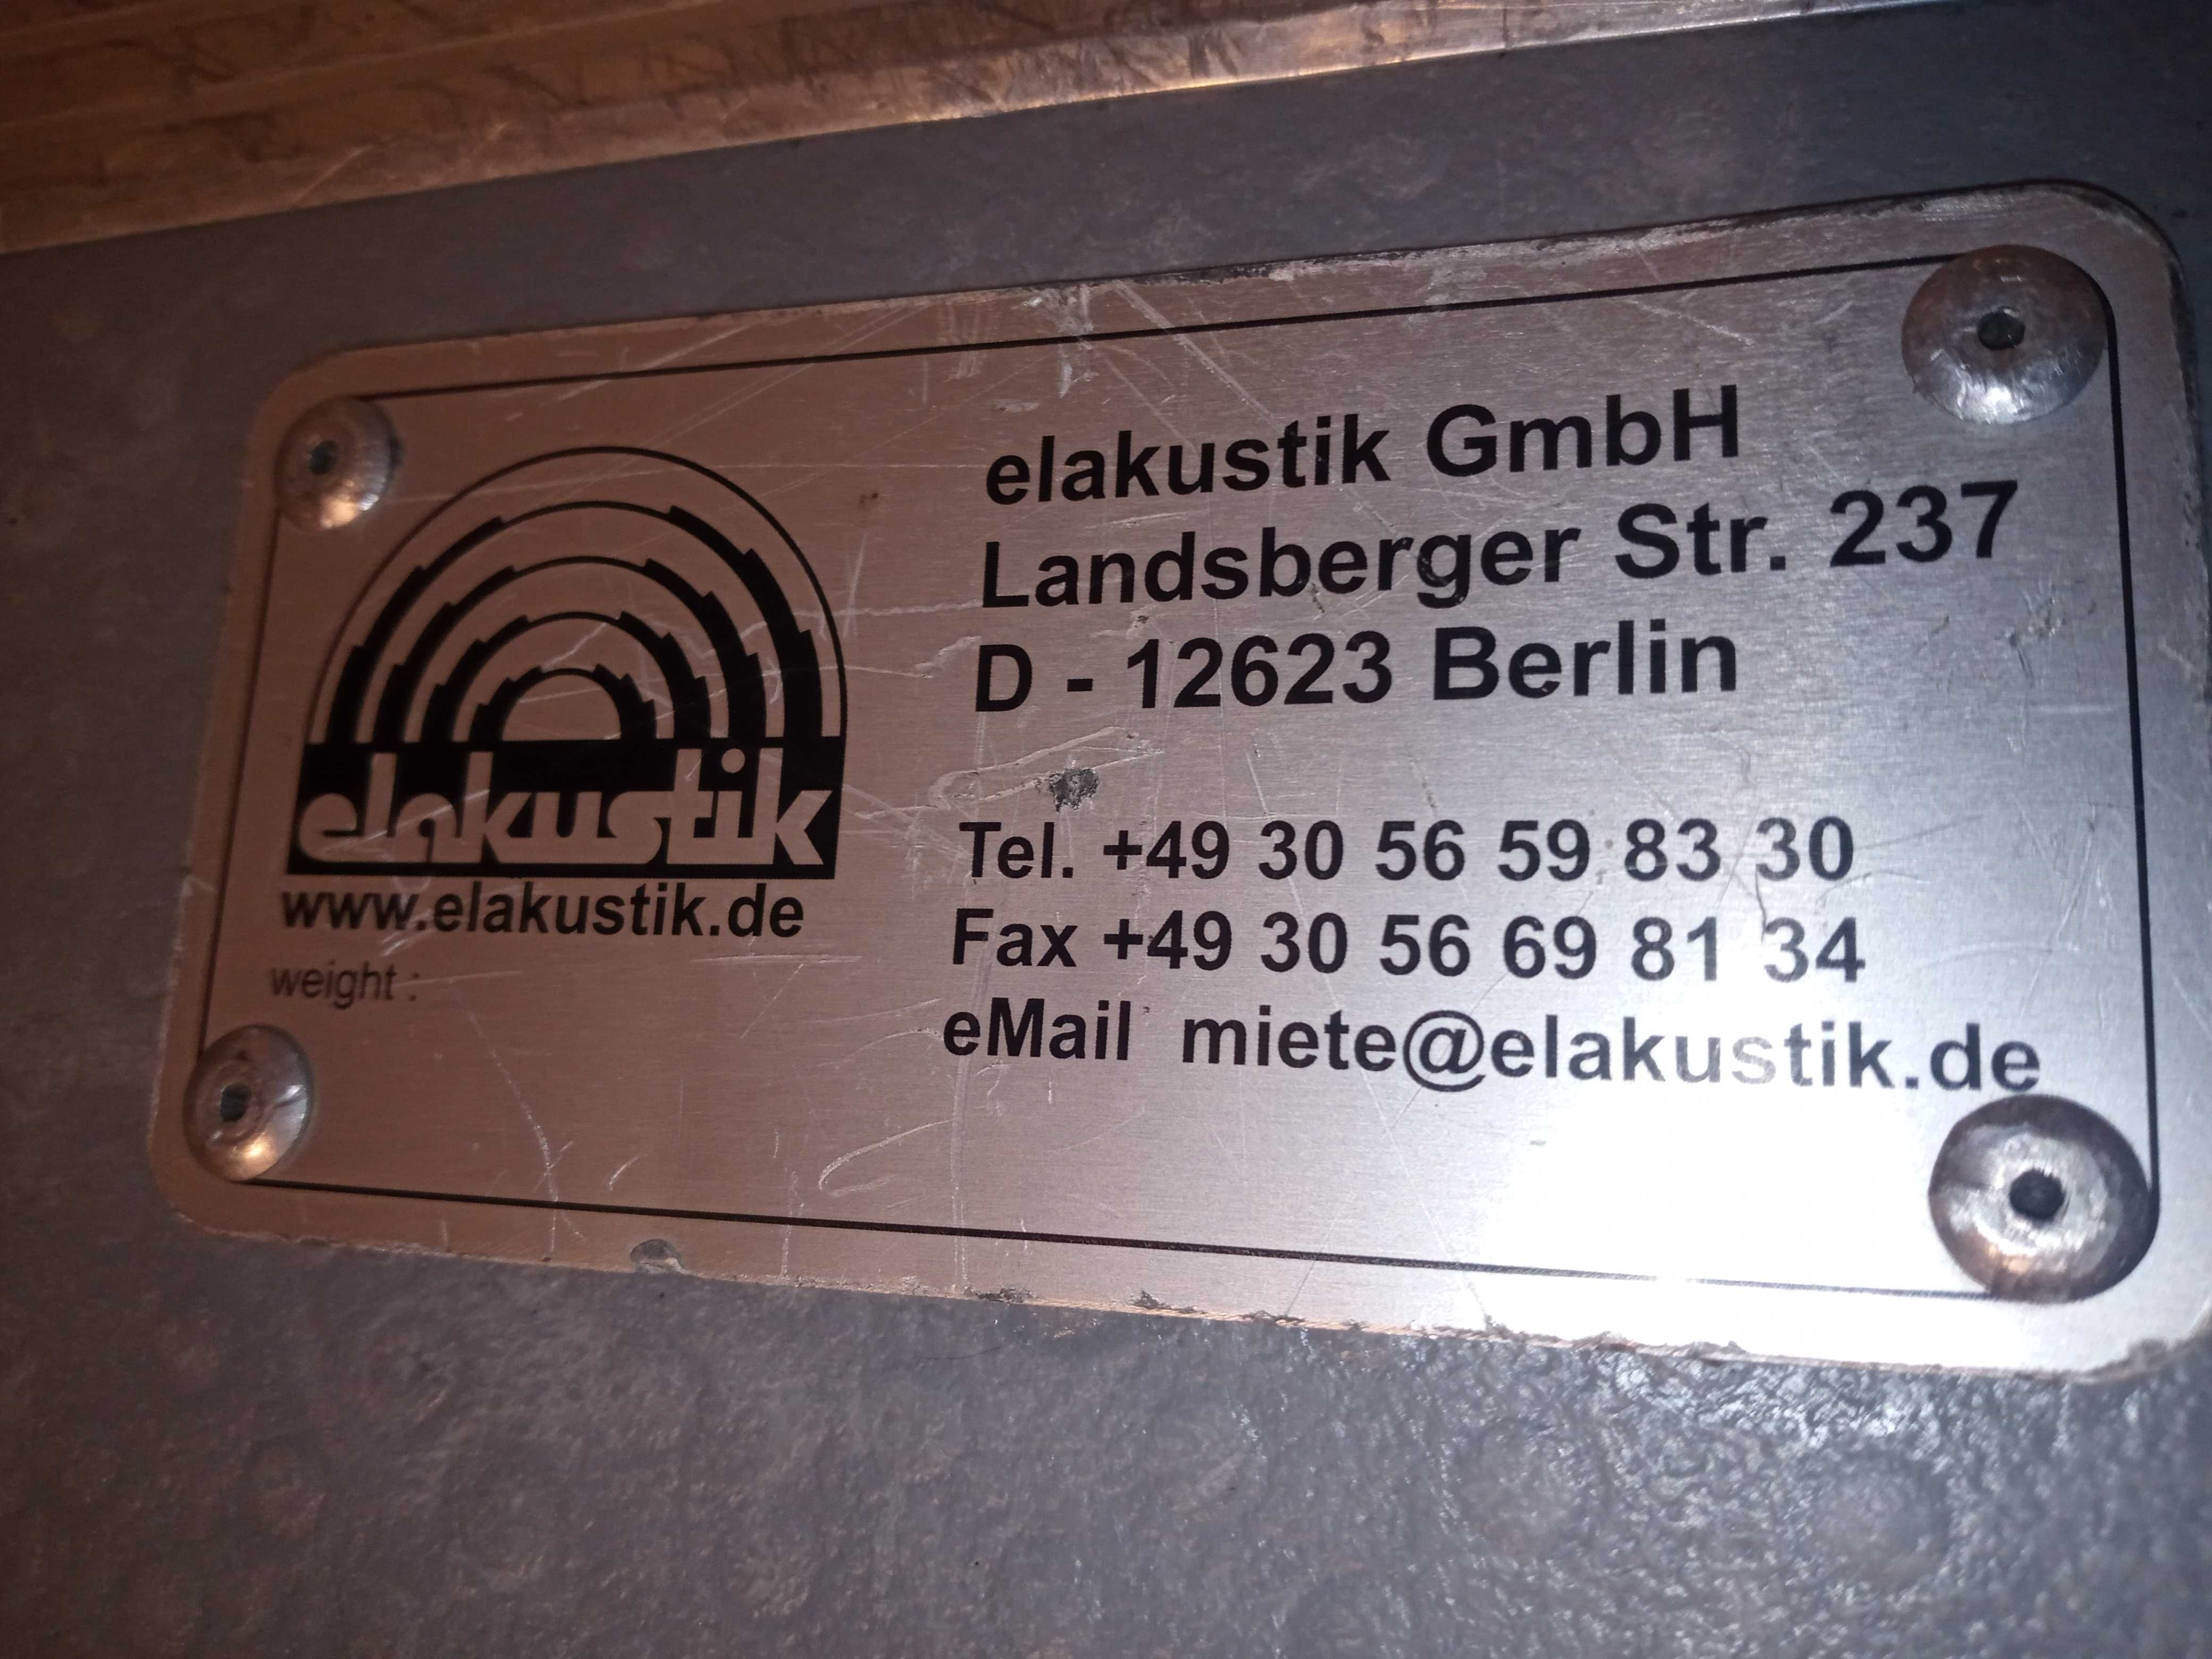 elakustik
www.elakustik.de
weight :
elakustik GmbH
Landsberger Str. 237
D - 12623 Berlin
Tel. +49 30 56 59 83 30
Fax +49 30 56 69 81 34
eMail miete@elakustik.de